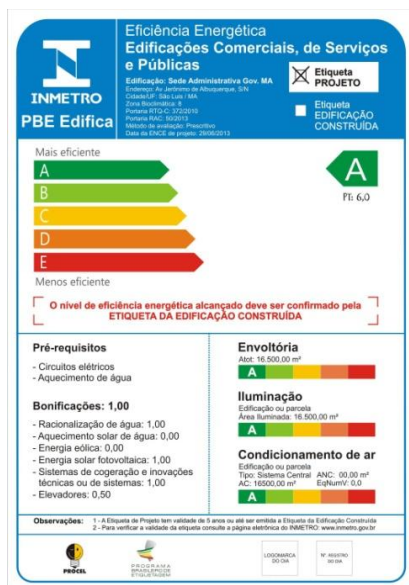 Eficiência Energética
Edificações Comerciais, de Serviços
e Públicas
Edificação: Sede Administrativa Gov. MA
Endereço: Av Jerônimo de Albuquerque, S/N
Cidade/UF: São Luís / MA
Zona Bioclimática: 8
Portaria RTQ-C: 372/2010
Portaria RAC: 50/2013
Método de avaliação: Prescritivo
Data da ENCE de projeto: 29/06/2013
INMETRO
PBE Edifica
Etiqueta
PROJETO
Etiqueta
EDIFICAÇÃO
CONSTRUÍDA
Mais eficiente
A
B
C
D
E
Menos eficiente
A
PT: 6,0
O nível de eficiência energética alcançado deve ser confirmado pela
ETIQUETA DA EDIFICAÇÃO CONSTRUÍDA
Pré-requisitos
- Circuitos elétricos
- Aquecimento de água
Bonificações: 1,00
- Racionalização de água: 1,00
- Aquecimento solar de água: 0,00
- Energia eólica: 0,00
- Energia solar fotovoltaica: 1,00
- Sistemas de cogeração e inovações
técnicas ou de sistemas: 1,00
- Elevadores: 0,50
Envoltória
Atot: 16.500,00 m²
A
Iluminação
Edificação ou parcela
Área Iluminada: 16.500,00 m²
A
Condicionamento de ar
Edificação ou parcela
Tipo: Sistema Central ANC: 00,00 m²
AC: 16500,00 m² EqNumV: 0,0
A
Observações: 1 - A Etiqueta de Projeto tem validade de 5 anos ou até ser emitida a Etiqueta da Edificação Construída
2 - Para verificar a validade da etiqueta consulte a página eletrônica do INMETRO: www.inmetro.gov.br
PROCEL
PROGRAMA
BRASILEIRO DE
ETIQUETAGEM
LOGOMARCA
DO OIA
Nº. REGISTRO
DO OIA